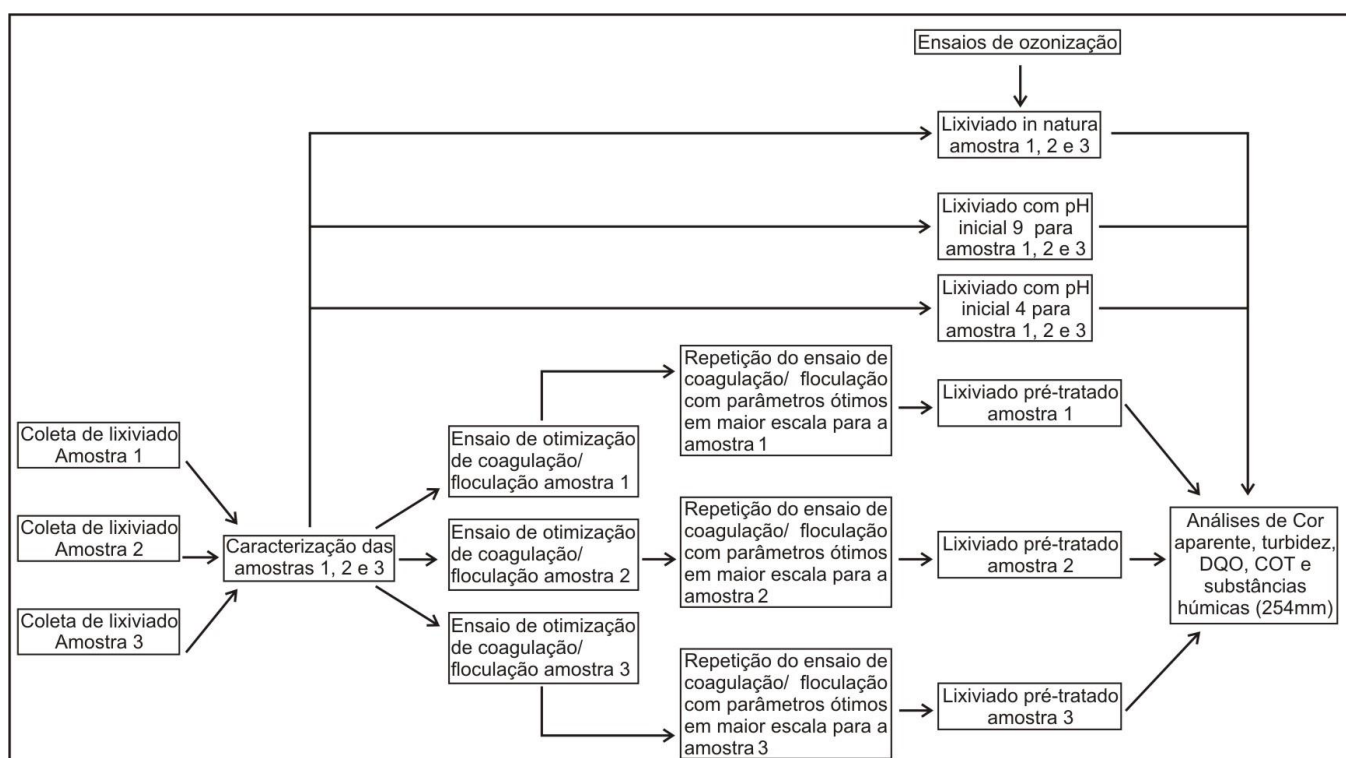 Ensaios de ozonização
Lixiviado in natura
amostra 1, 2 e 3
Lixiviado com pH
inicial 9 para
amostra 1, 2 e 3
Lixiviado com pH
inicial 4 para
amostra 1, 2 e 3
Coleta de lixiviado
Amostra 1
Coleta de lixiviado
Amostra 2
Coleta de lixiviado
Amostra 3
Caracterização das
amostras 1, 2 e 3
Ensaio de otimização
de coagulação/
floculação amostra 1
Ensaio de otimização
de coagulação/
floculação amostra 2
Ensaio de otimização
de coagulação/
floculação amostra 3
Repetição do ensaio de
coagulação/ floculação
com parâmetros ótimos
em maior escala para a
amostra 1
Repetição do ensaio de
coagulação/ floculação
com parâmetros ótimos
em maior escala para a
amostra 2
Repetição do ensaio de
coagulação/ floculação
com parâmetros ótimos
em maior escala para a
amostra 3
Lixiviado pré-tratado
amostra 1
Lixiviado pré-tratado
amostra 2
Lixiviado pré-tratado
amostra 3
Análises de Cor
aparente, turbidez,
DQO, COT e
substâncias
húmicas (254mm)